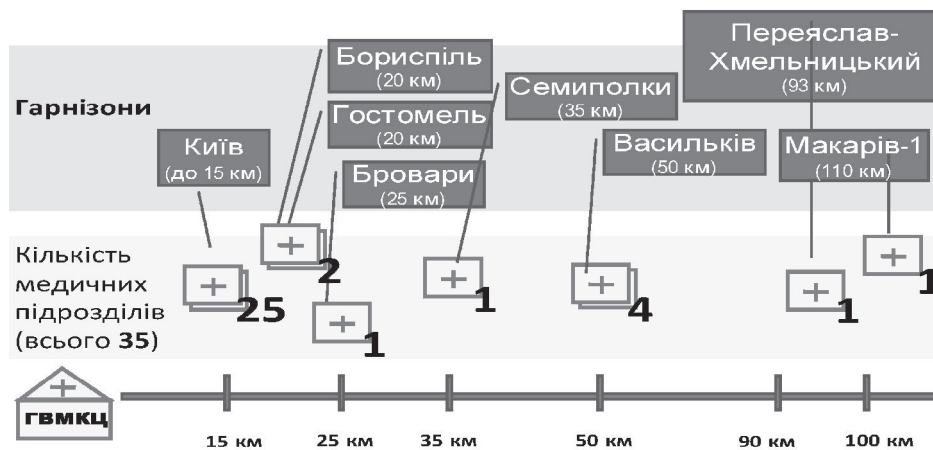 Гарнізони
Київ
(до 15 км)
Бориспіль
(20 км)
Гостомель
(20 км)
Бровари
(25 км)
Семиполки
(35 км)
Васильків
(50 км)
Переяслав-
Хмельницький
(93 км)
Макарів-1
(110 км)
Кількість
медичних
підрозділів
(всього 35)
25
2
1
1
4
1
1
ГВМКЦ
15 км
25 км
35 км
50 км
90 км
100 км